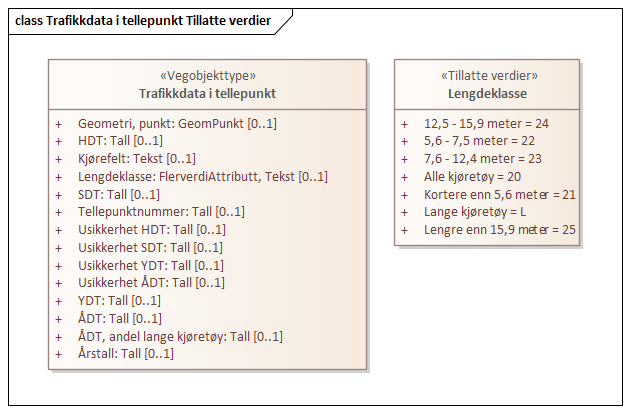 class Trafikkdata i tellepunkt Tillatte verdier
«Vegobjekttype»
Trafikkdata i tellepunkt
+ Geometri, punkt: GeomPunkt [0..1]
+ HDT: Tall [0..1]
+ Kjørefelt: Tekst [0..1]
+ Lengdeklasse: FlerverdiAttributt, Tekst [0..1]
+ SDT: Tall [0..1]
+ Tellepunktnummer: Tall [0..1]
+ Usikkerhet HDT: Tall [0..1]
+ Usikkerhet SDT: Tall [0..1]
+ Usikkerhet YDT: Tall [0..1]
+ Usikkerhet ÅDT: Tall [0..1]
+ YDT: Tall [0..1]
+ ÅDT: Tall [0..1]
+ ÅDT, andel lange kjøretøy: Tall [0..1]
+ Årstall: Tall [0..1]
«Tillatte verdier»
Lengdeklasse
+ 12,5 - 15,9 meter = 24
+ 5,6 - 7,5 meter = 22
+ 7,6 - 12,4 meter = 23
+ Alle kjøretøy = 20
+ Kortere enn 5,6 meter = 21
+ Lange kjøretøy = L
+ Lengre enn 15,9 meter = 25